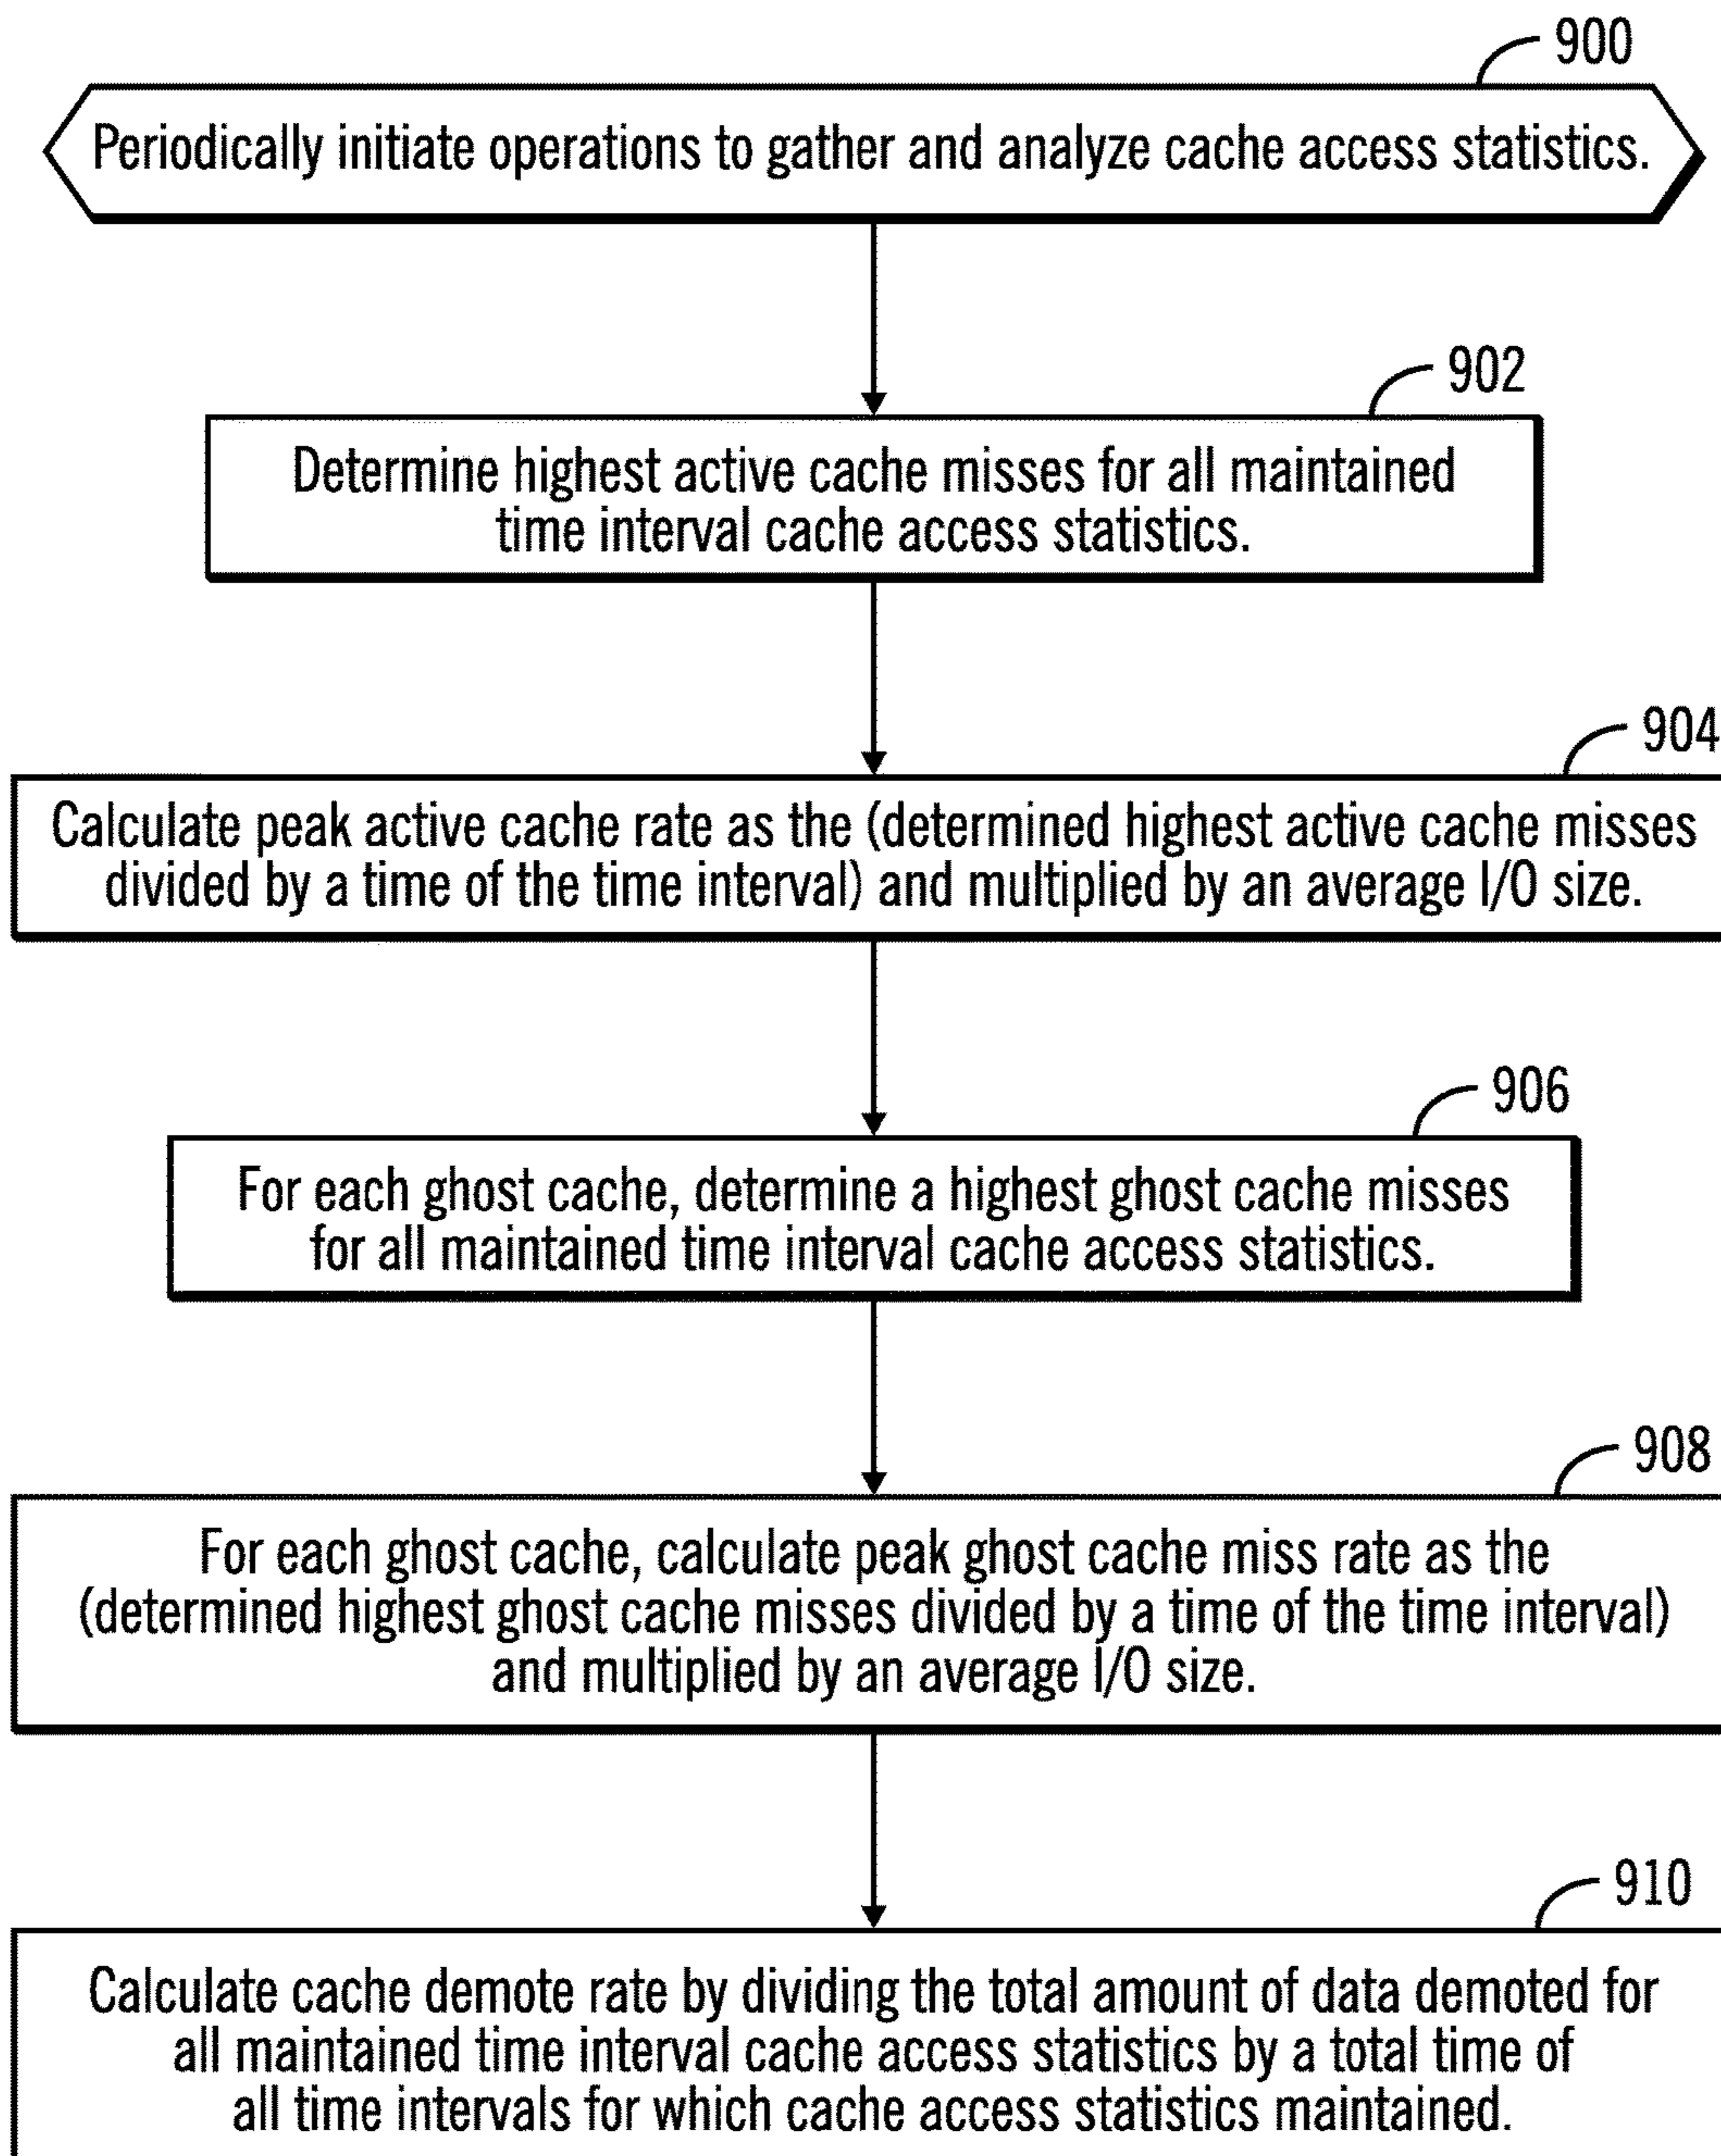 900
Periodically initiate operations to gather and analyze cache access statistics.
902
Determine highest active cache misses for all maintained
time interval cache access statistics.
904
Calculate peak active cache rate as the (determined highest active cache misses
divided by a time of the time interval) and multiplied by an average I/O size.
906
For each ghost cache, determine a highest ghost cache misses
for all maintained time interval cache access statistics.
908
For each ghost cache, calculate peak ghost cache miss rate as the
(determined highest ghost cache misses divided by a time of the time interval)
and multiplied by an average I/O size.
910
Calculate cache demote rate by dividing the total amount of data demoted for
all maintained time interval cache access statistics by a total time of
all time intervals for which cache access statistics maintained.